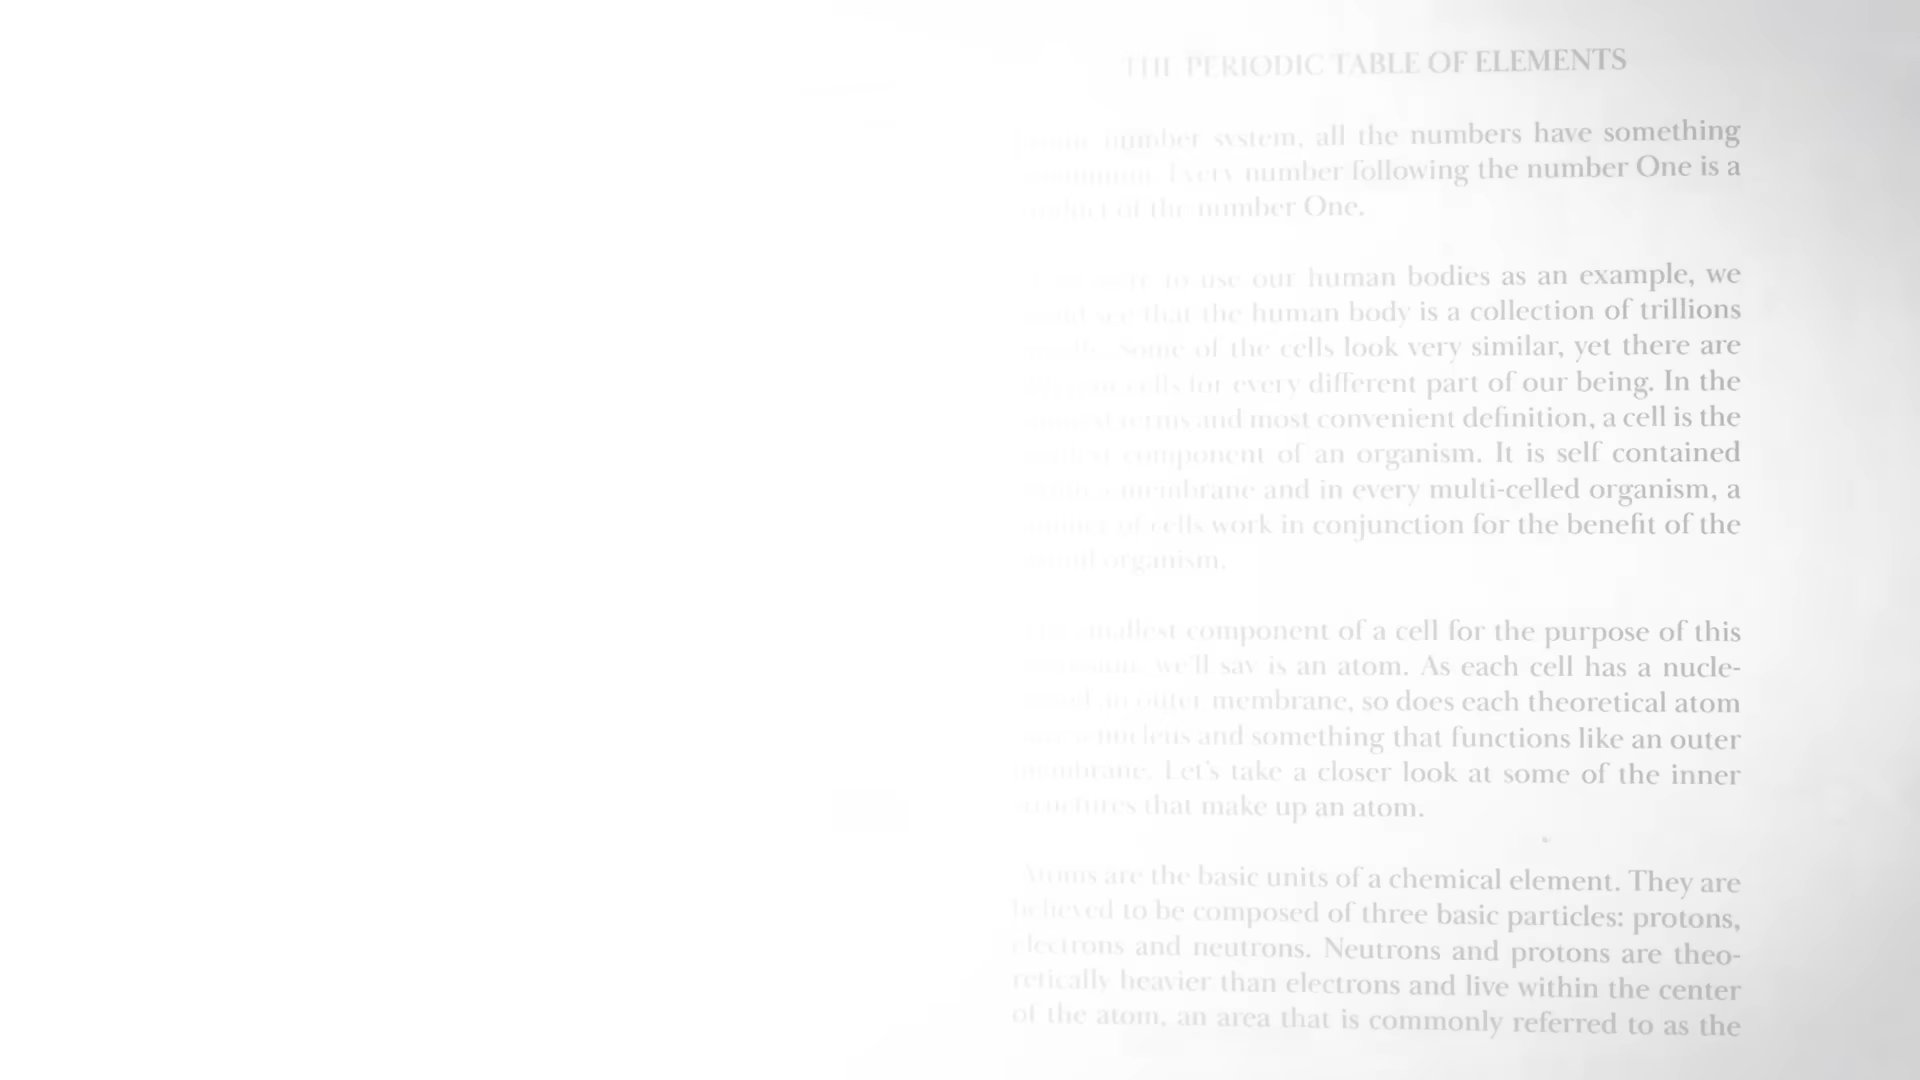 THE PERIODIC TABLE OF ELEMENTS
number system, all the numbers have something
Every number following the number One is a
product of the number One.
to use our human bodies as an example, we
see that the human body is a collection of trillions
Some of the cells look very similar, yet there are
cells for every different part of our being. In the
terms and most convenient definition, a cell is the
component of an organism. It is self contained
membrane and in every multi-celled organism, a
of cells work in conjunction for the benefit of the
organism.
smallest component of a cell for the purpose of this
we'll say is an atom. As each cell has a nucle-
and an outer membrane, so does each theoretical atom
nucleus and something that functions like an outer
membrane. Let's take a closer look at some of the inner
structures that make up an atom.
Atoms are the basic units of a chemical element. They are
believed to be composed of three basic particles: protons,
electrons and neutrons. Neutrons and protons are theo-
retically heavier than electrons and live within the center
of the atom, an area that is commonly referred to as the